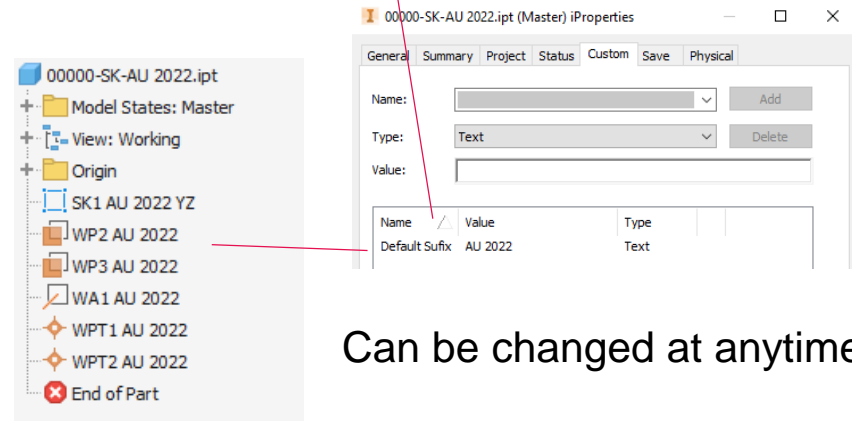 00000-SK-AU 2022.ipt
Model States: Master
View: Working
Origin
SK1 AU 2022 YZ
WP2 AU 2022
WP3 AU 2022
WA1 AU 2022
WPT1 AU 2022
WPT2 AU 2022
End of Part
00000-SK-AU 2022.ipt (Master) iProperties
General Summary Project Status Custom Save Physical
Name: Add
Type: Text Delete
Value:
Name Value Type
Default Sufix AU 2022 Text
Can be changed at anytime